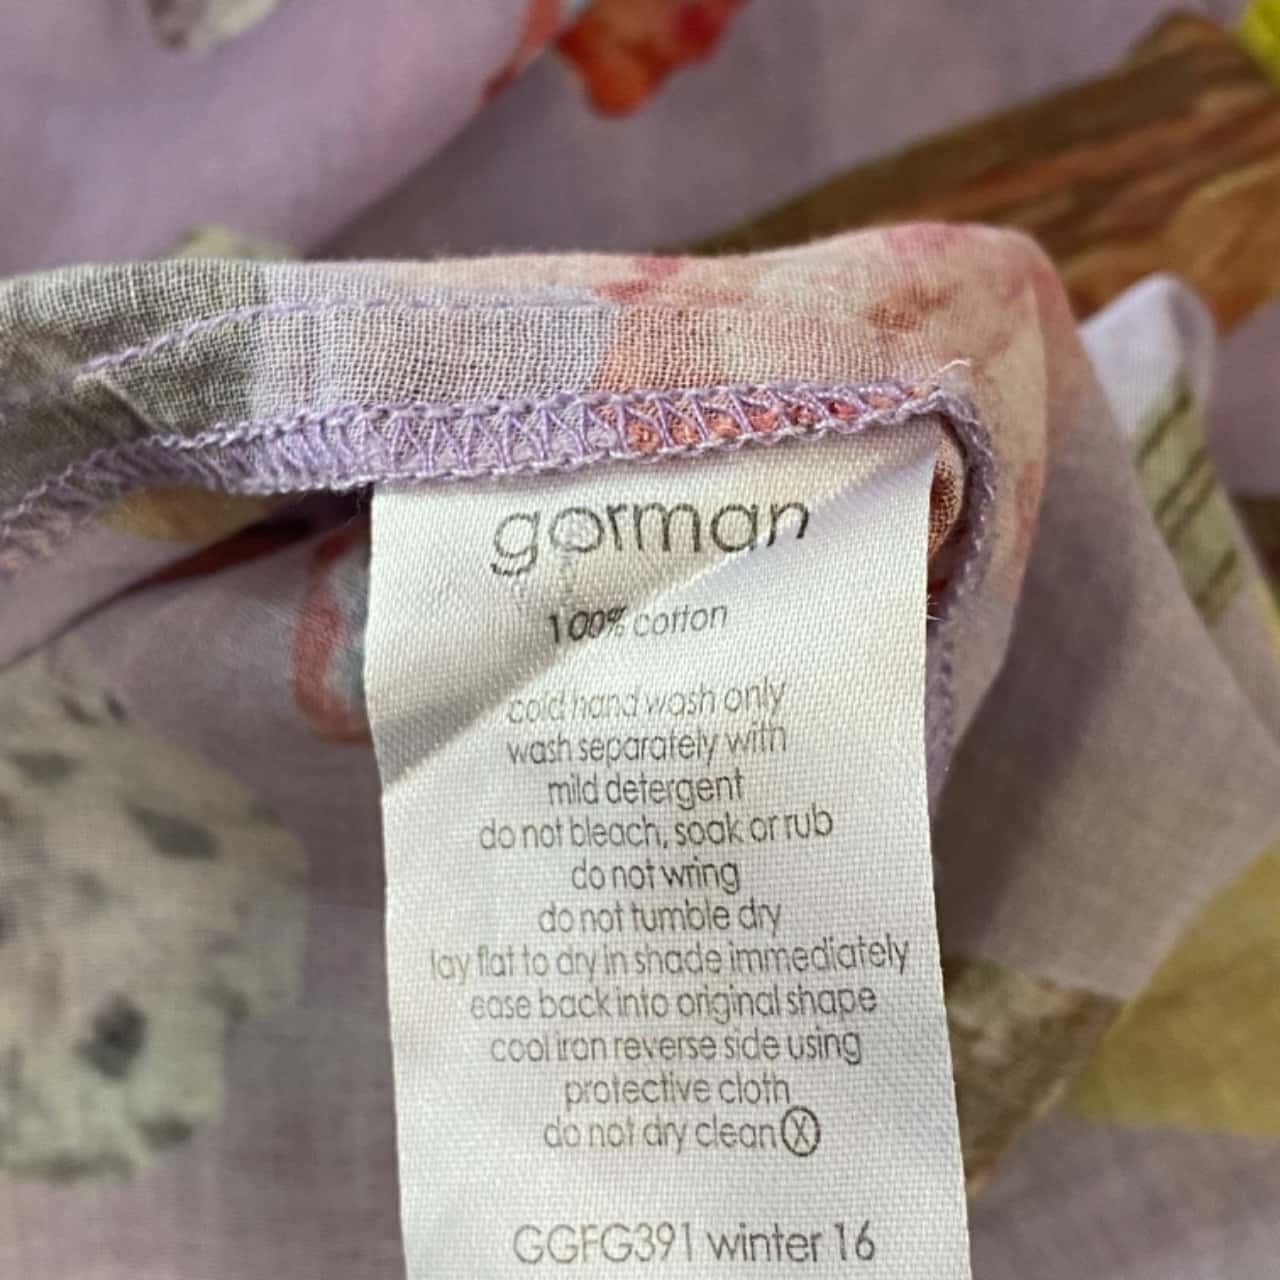 gorman
100% cotton
cold hand wash only
wash separately with
mild detergent
do not bleach, soak or rub
do not wring
do not tumble dry
lay flat to dry in shade immediately
ease back into original shape
cool iron reverse side using
protective cloth
do not dry clean Ⓧ
GGFG391 winter 16